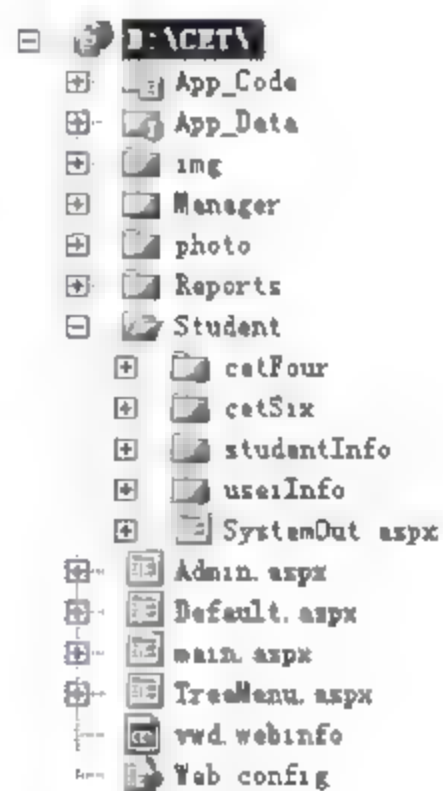 D:\CET\
App_Code
App_Data
img
Manager
photo
Reports
Student
cetFour
cetSix
studentInfo
userInfo
SystemOut.aspx
Admin.aspx
Default.aspx
main.aspx
TreeMenu.aspx
vwd.webinfo
Web.config